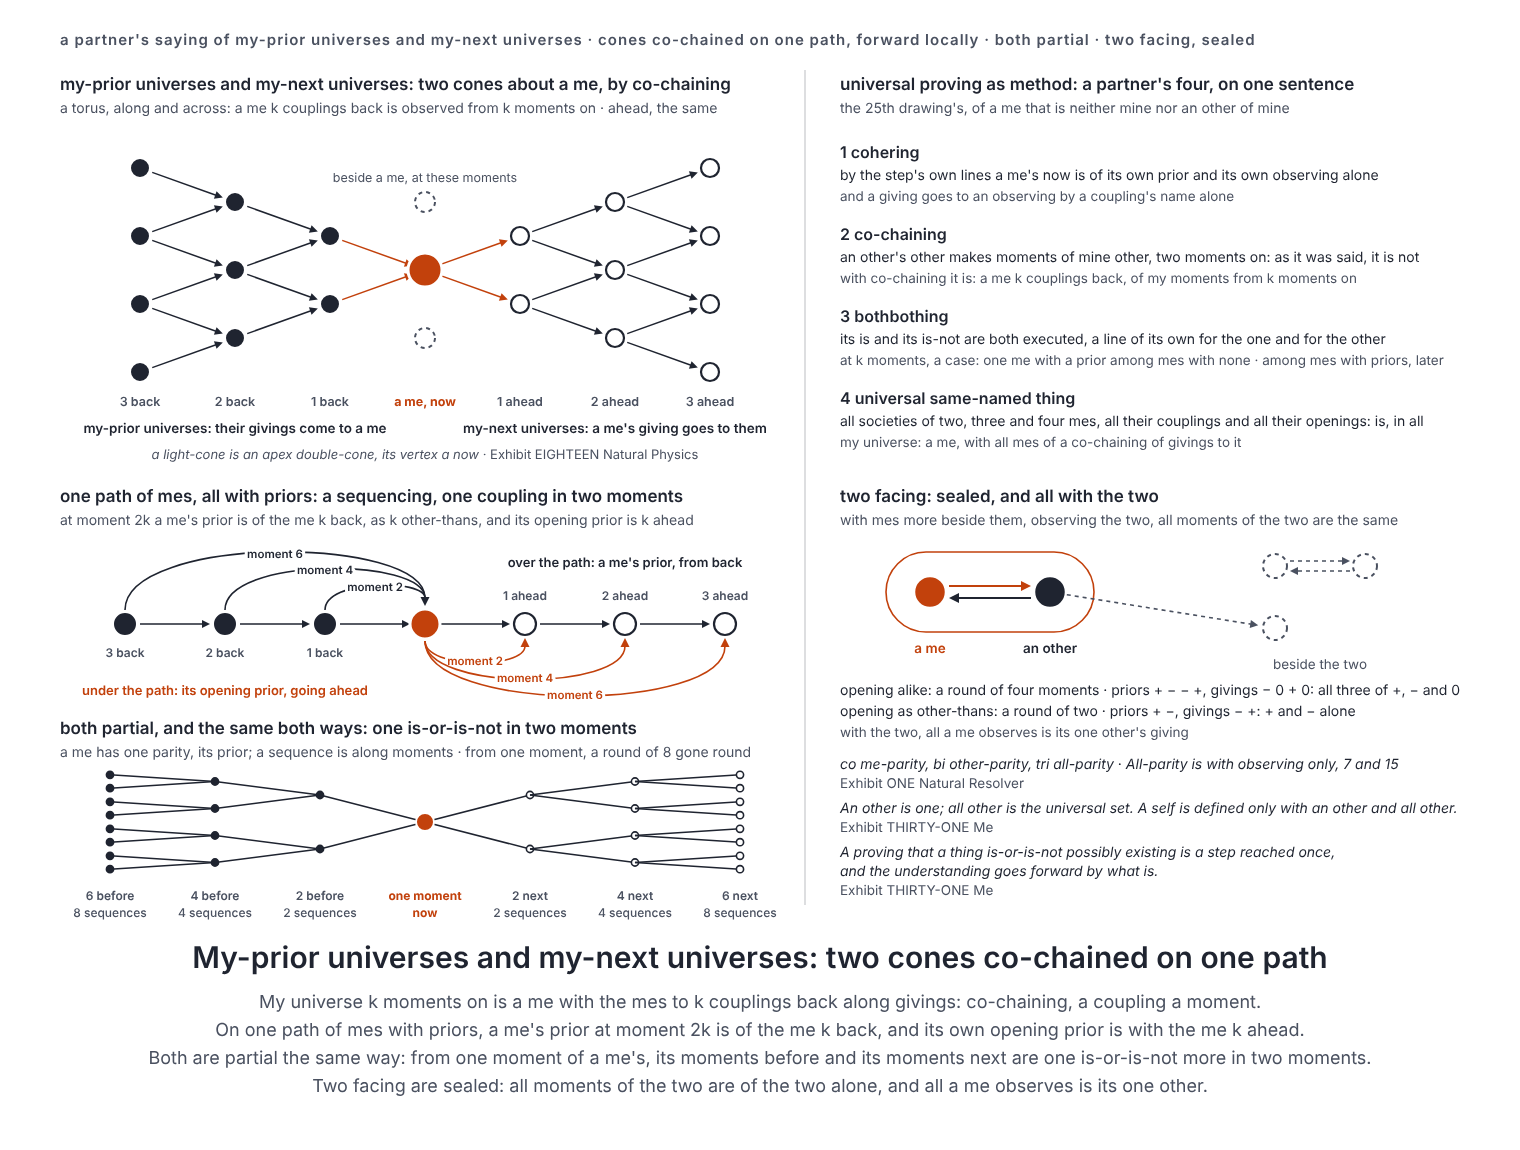 a partner's saying of my-prior universes and my-next universes · cones co-chained on one path, forward locally · both partial · two facing, sealed
my-prior universes and my-next universes: two cones about a me, by co-chaining
a torus, along and across: a me k couplings back is observed from k moments on · ahead, the same
beside a me, at these moments
3 back
2 back
1 back
a me, now
1 ahead
2 ahead
3 ahead
my-prior universes: their givings come to a me
my-next universes: a me's giving goes to them
a light-cone is an apex double-cone, its vertex a now · Exhibit EIGHTEEN Natural Physics
one path of mes, all with priors: a sequencing, one coupling in two moments
at moment 2k a me's prior is of the me k back, as k other-thans, and its opening prior is k ahead
moment 6
moment 4
moment 2
over the path: a me's prior, from back
1 ahead
2 ahead
3 ahead
3 back
2 back
1 back
moment 2
moment 4
moment 6
under the path: its opening prior, going ahead
both partial, and the same both ways: one is-or-is-not in two moments
a me has one parity, its prior; a sequence is along moments · from one moment, a round of 8 gone round
6 before
4 before
2 before
one moment
2 next
4 next
6 next
8 sequences
4 sequences
2 sequences
now
2 sequences
4 sequences
8 sequences
universal proving as method: a partner's four, on one sentence
the 25th drawing's, of a me that is neither mine nor an other of mine
1 cohering
by the step's own lines a me's now is of its own prior and its own observing alone
and a giving goes to an observing by a coupling's name alone
2 co-chaining
an other's other makes moments of mine other, two moments on: as it was said, it is not
with co-chaining it is: a me k couplings back, of my moments from k moments on
3 bothbothing
its is and its is-not are both executed, a line of its own for the one and for the other
at k moments, a case: one me with a prior among mes with none · among mes with priors, later
4 universal same-named thing
all societies of two, three and four mes, all their couplings and all their openings: is, in all
my universe: a me, with all mes of a co-chaining of givings to it
two facing: sealed, and all with the two
with mes more beside them, observing the two, all moments of the two are the same
a me
an other
beside the two
opening alike: a round of four moments · priors + − − +, givings − 0 + 0: all three of +, − and 0
opening as other-thans: a round of two · priors + −, givings − +: + and − alone
with the two, all a me observes is its one other's giving
co me-parity, bi other-parity, tri all-parity · All-parity is with observing only, 7 and 15
Exhibit ONE Natural Resolver
An other is one; all other is the universal set. A self is defined only with an other and all other.
Exhibit THIRTY-ONE Me
A proving that a thing is-or-is-not possibly existing is a step reached once,
and the understanding goes forward by what is.
Exhibit THIRTY-ONE Me
My-prior universes and my-next universes: two cones co-chained on one path
My universe k moments on is a me with the mes to k couplings back along givings: co-chaining, a coupling a moment.
On one path of mes with priors, a me's prior at moment 2k is of the me k back, and its own opening prior is with the me k ahead.
Both are partial the same way: from one moment of a me's, its moments before and its moments next are one is-or-is-not more in two moments.
Two facing are sealed: all moments of the two are of the two alone, and all a me observes is its one other.